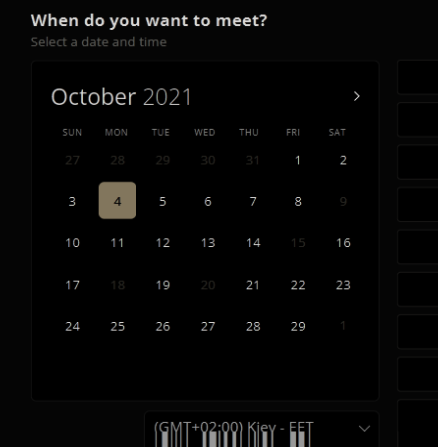 When do you want to meet?
Select a date and time
October 2021
SUN MON TUE WED THU FRI SAT
27 28 29 30 31 1 2
3 4 5 6 7 8 9
10 11 12 13 14 15 16
17 18 19 20 21 22 23
24 25 26 27 28 29 1
(GMT+02:00) Kiev - EET